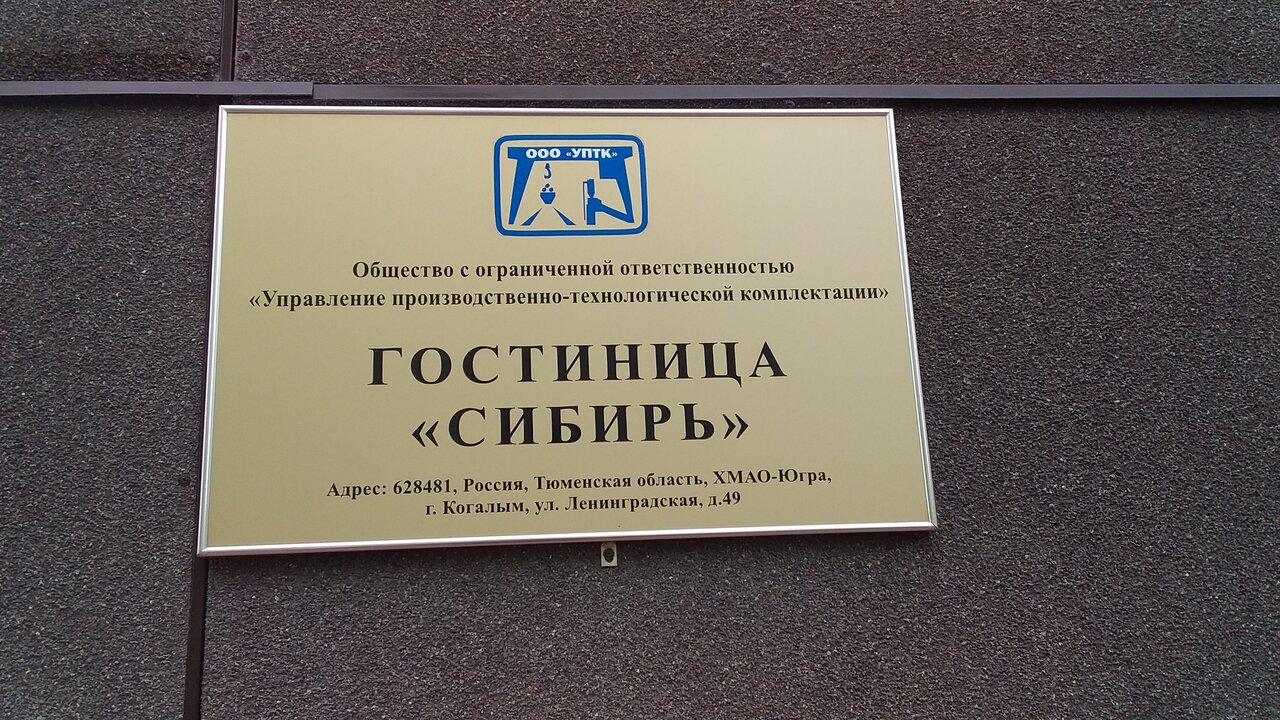 ООО «УПТК»
Общество с ограниченной ответственностью
«Управление производственно-технологической комплектации»
ГОСТИНИЦА
«СИБИРЬ»
Адрес: 628481, Россия, Тюменская область, ХМАО-Югра,
г. Когалым, ул. Ленинградская, д.49